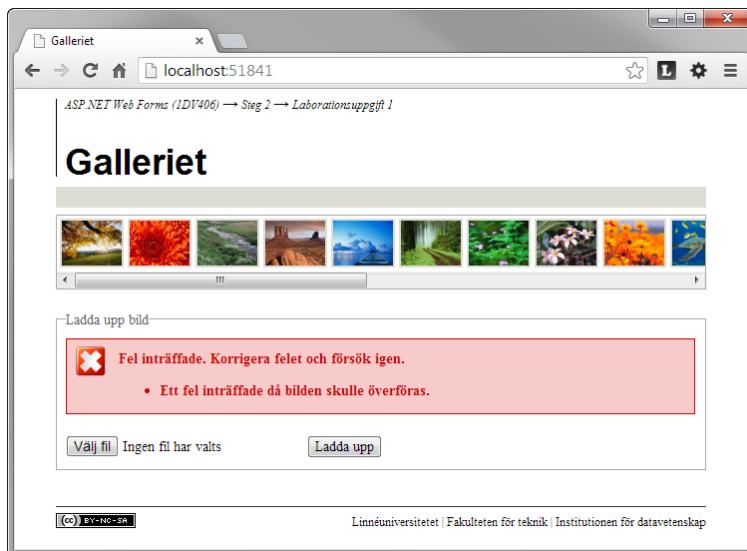 Galleriet
localhost:51841
ASP.NET Web Forms (1DV406) → Steg 2 → Laborationsuppgift 1
Galleriet
Ladda upp bild
Fel inträffade. Korrigera felet och försök igen.
• Ett fel inträffade då bilden skulle överföras.
Välj fil Ingen fil har valts Ladda upp
(cc) BY-NC-SA Linnéuniversitetet | Fakulteten för teknik | Institutionen för datavetenskap